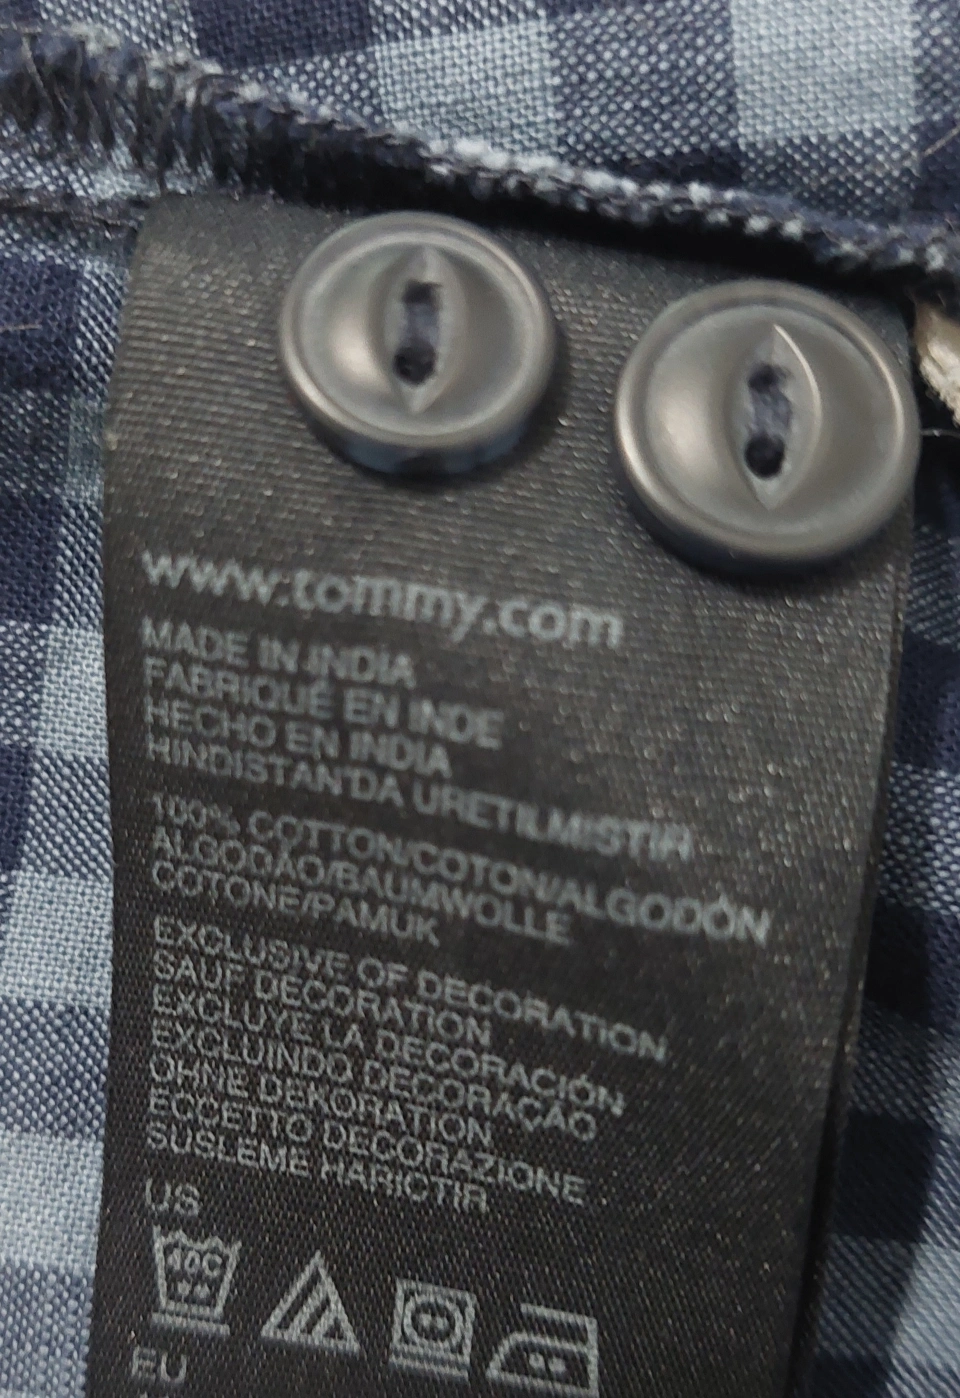 www.tommy.com
MADE IN INDIA
FABRIQUÉ EN INDE
HECHO EN INDIA
HINDISTAN'DA URETILMISTIR
100% COTTON/COTON/ALGODÓN
ALGODÃO/BAUMWOLLE
COTONE/PAMUK
EXCLUSIVE OF DECORATION
SAUF DECORATION
EXCLUYE LA DECORACIÓN
EXCLUINDO DECORAÇAO
OHNE DEKORATION
ECCETTO DECORAZIONE
SUSLEME HARICTIR
US
40C
EU